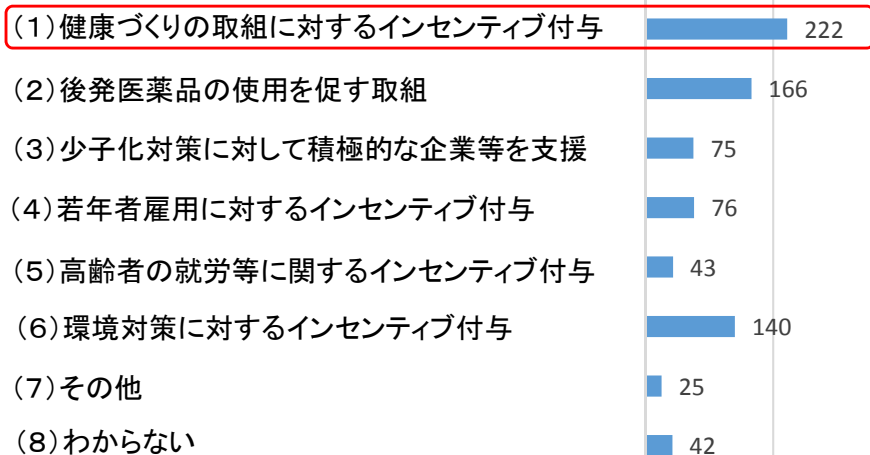 （１）健康づくりの取組に対するインセンティブ付与 222
（２）後発医薬品の使用を促す取組 166
（３）少子化対策に対して積極的な企業等を支援 75
（４）若年者雇用に対するインセンティブ付与 76
（５）高齢者の就労等に関するインセンティブ付与 43
（６）環境対策に対するインセンティブ付与 140
（７）その他 25
（８）わからない 42